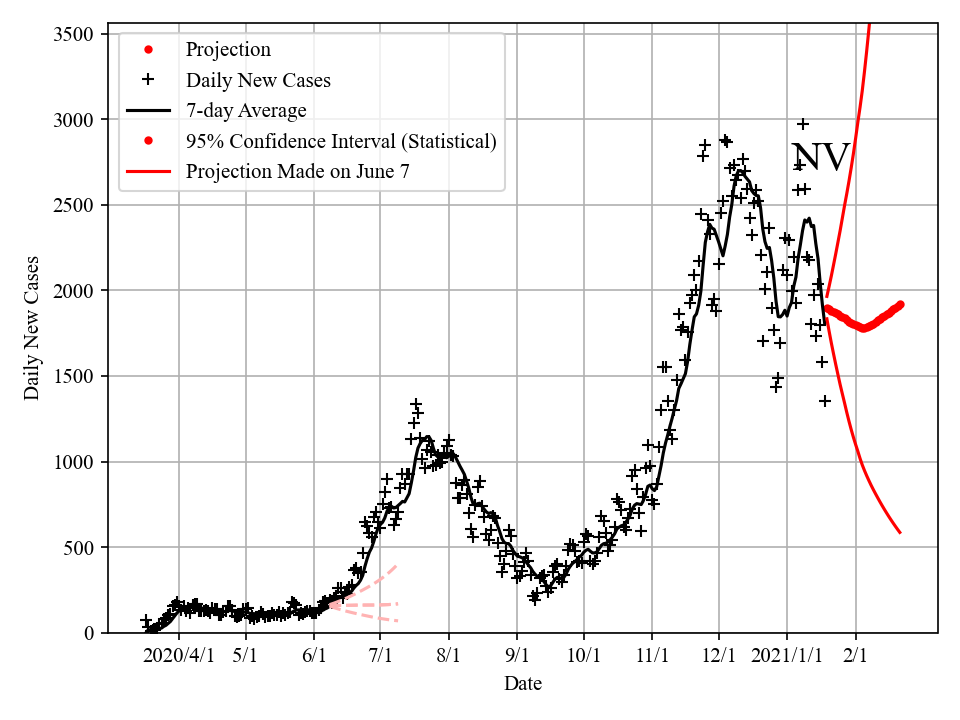 3500
3000
2500
2000
1500
1000
500
0
Daily New Cases
Projection
Daily New Cases
7-day Average
95% Confidence Interval (Statistical)
Projection Made on June 7
NV
2020/4/1 5/1 6/1 7/1 8/1 9/1 10/1 11/1 12/1 2021/1/1 2/1
Date